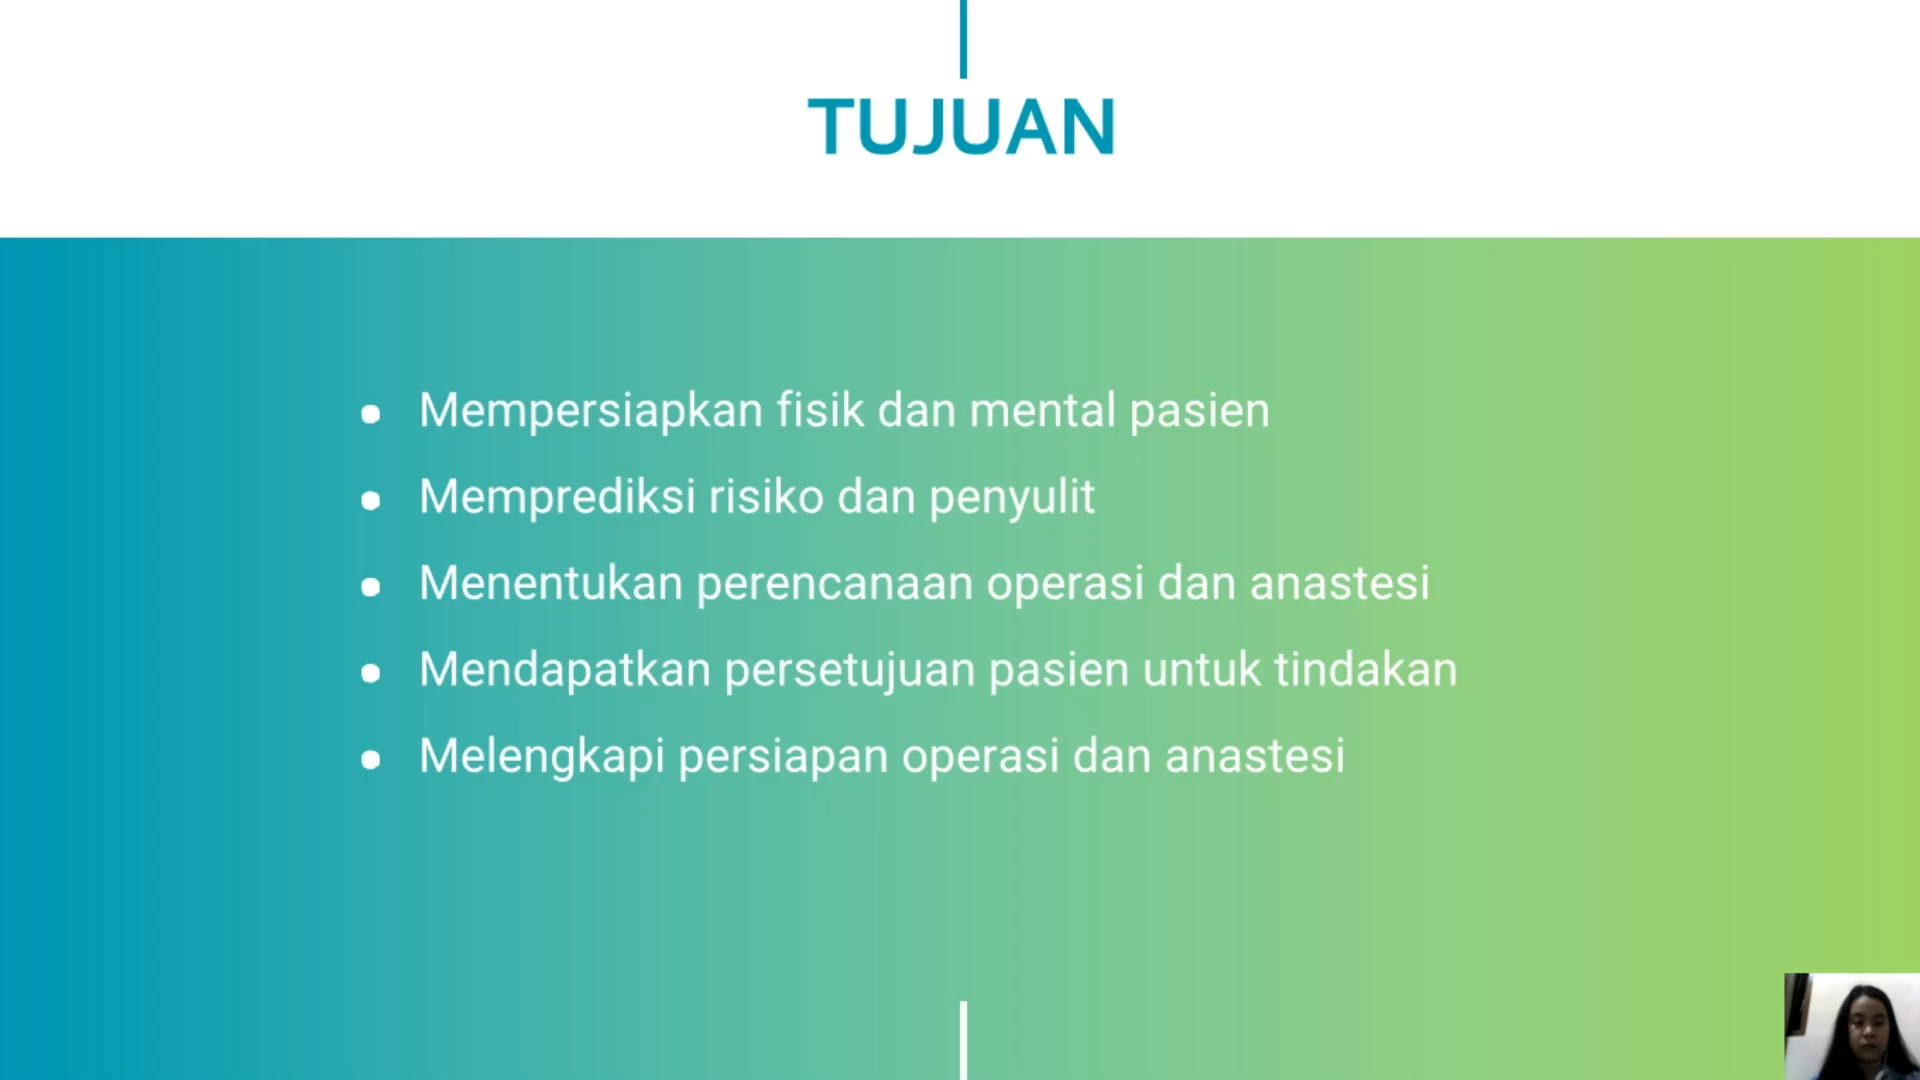 TUJUAN
Mempersiapkan fisik dan mental pasien
Memprediksi risiko dan penyulit
Menentukan perencanaan operasi dan anastesi
Mendapatkan persetujuan pasien untuk tindakan
Melengkapi persiapan operasi dan anastesi